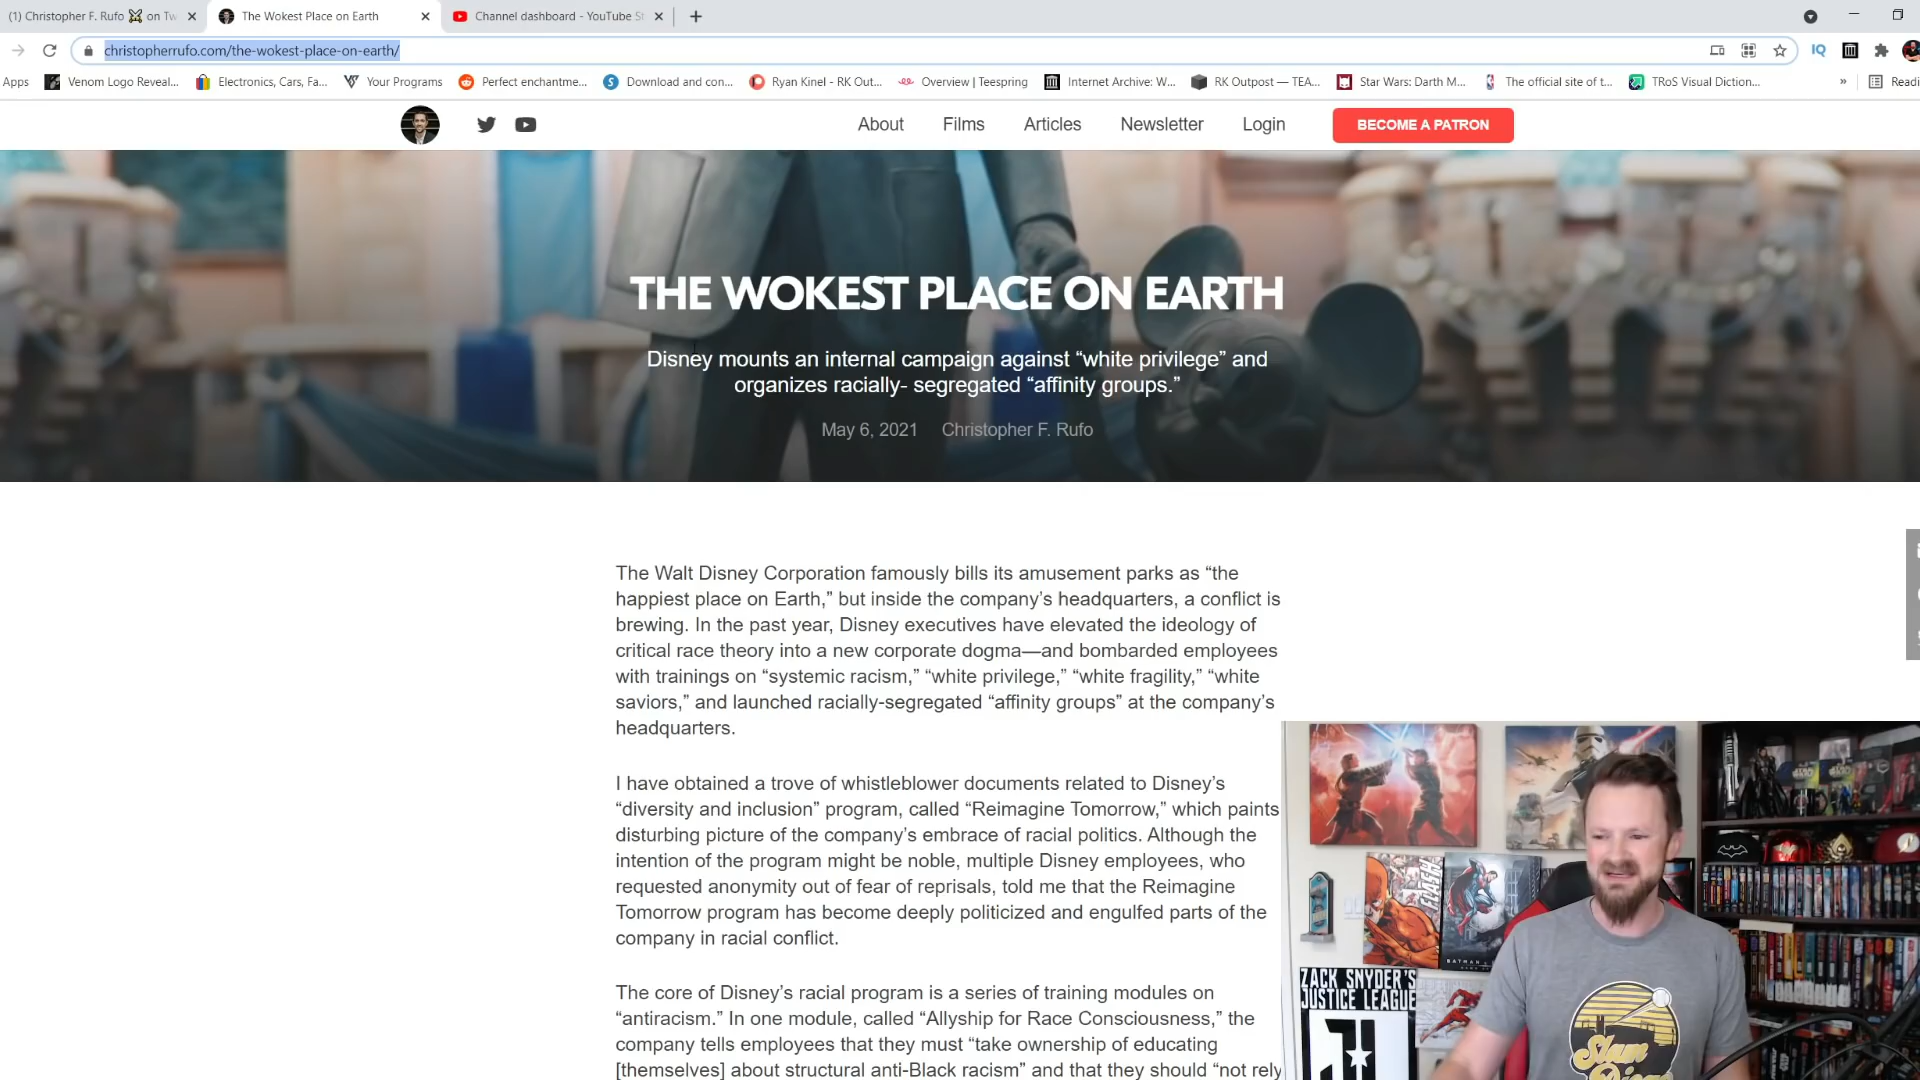 (1) Christopher F. Rufo on Tw
The Wokest Place on Earth
Channel dashboard - YouTube St
christopherrufo.com/the-wokest-place-on-earth/
IQ
Apps
Venom Logo Reveal...
Electronics, Cars, Fa...
Your Programs
Perfect enchantme...
Download and con...
Ryan Kinel - RK Out...
Overview | Teespring
Internet Archive: W...
RK Outpost — TEA...
Star Wars: Darth M...
The official site of t...
TRoS Visual Diction...
»
Readi
About
Films
Articles
Newsletter
Login
BECOME A PATRON
THE WOKEST PLACE ON EARTH
Disney mounts an internal campaign against “white privilege” and
organizes racially- segregated “affinity groups.”
May 6, 2021 Christopher F. Rufo
The Walt Disney Corporation famously bills its amusement parks as “the
happiest place on Earth,” but inside the company’s headquarters, a conflict is
brewing. In the past year, Disney executives have elevated the ideology of
critical race theory into a new corporate dogma—and bombarded employees
with trainings on “systemic racism,” “white privilege,” “white fragility,” “white
saviors,” and launched racially-segregated “affinity groups” at the company’s
headquarters.
I have obtained a trove of whistleblower documents related to Disney’s
“diversity and inclusion” program, called “Reimagine Tomorrow,” which paints
disturbing picture of the company’s embrace of racial politics. Although the
intention of the program might be noble, multiple Disney employees, who
requested anonymity out of fear of reprisals, told me that the Reimagine
Tomorrow program has become deeply politicized and engulfed parts of the
company in racial conflict.
The core of Disney’s racial program is a series of training modules on
“antiracism.” In one module, called “Allyship for Race Consciousness,” the
company tells employees that they must “take ownership of educating
[themselves] about structural anti-Black racism” and that they should “not rely
ZACK SNYDER'S
JUSTICE LEAGUE
BATMAN
Slam